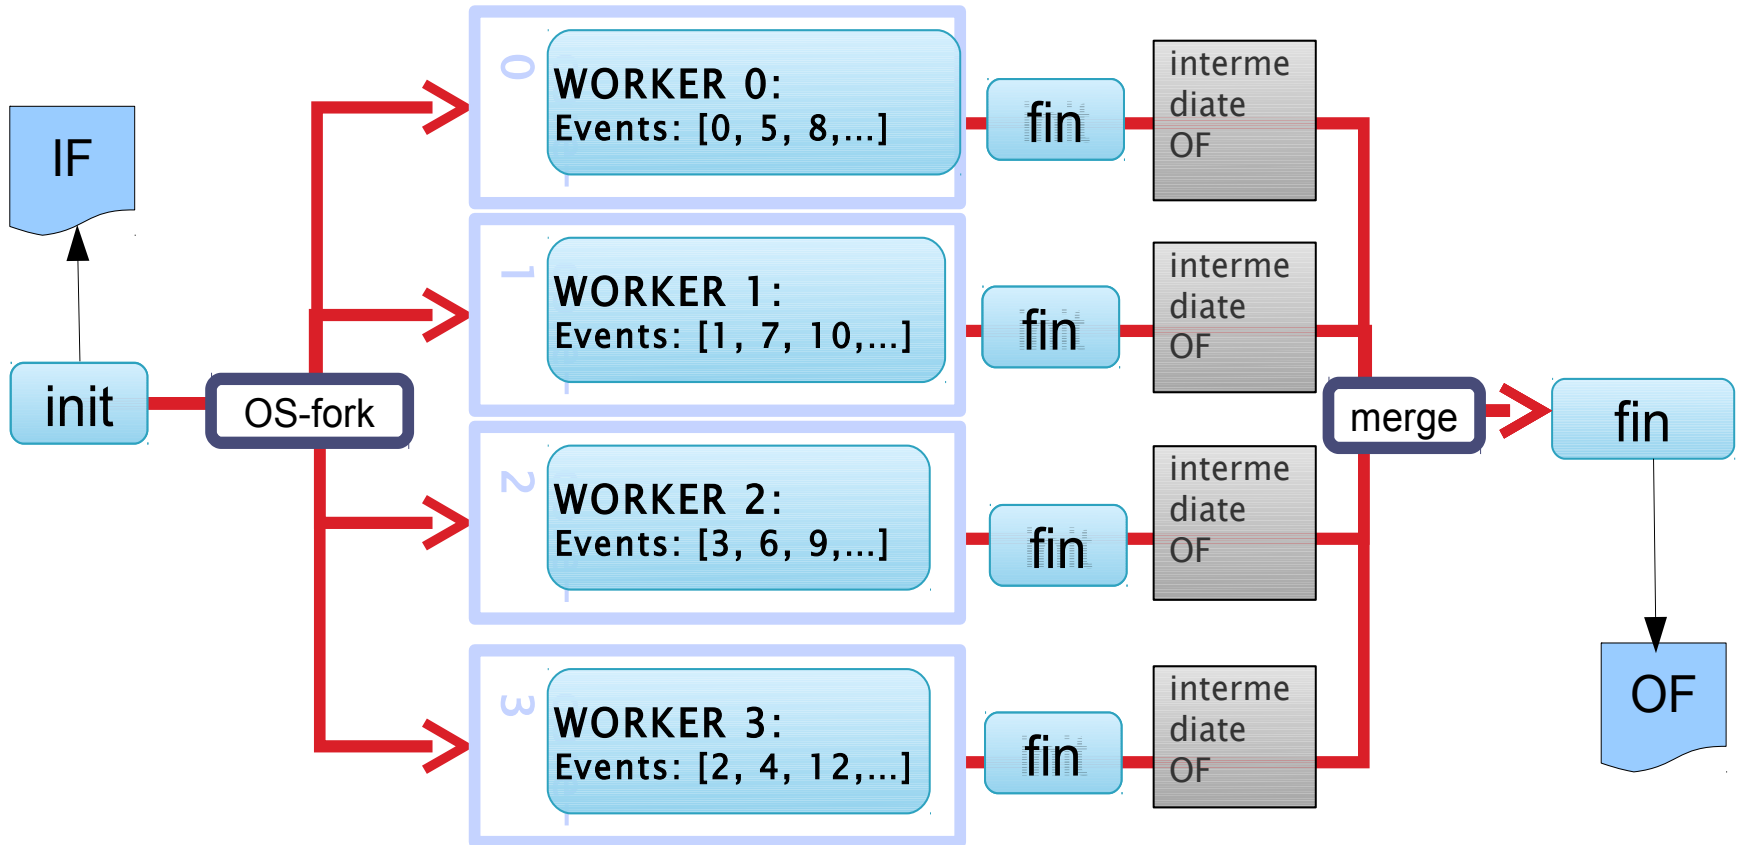 IF
init
OS-fork
0
WORKER 0:
Events: [0, 5, 8,...]
fin
interme
diate
OF
1
WORKER 1:
Events: [1, 7, 10,...]
fin
interme
diate
OF
2
WORKER 2:
Events: [3, 6, 9,...]
fin
interme
diate
OF
3
WORKER 3:
Events: [2, 4, 12,...]
fin
interme
diate
OF
merge
fin
OF